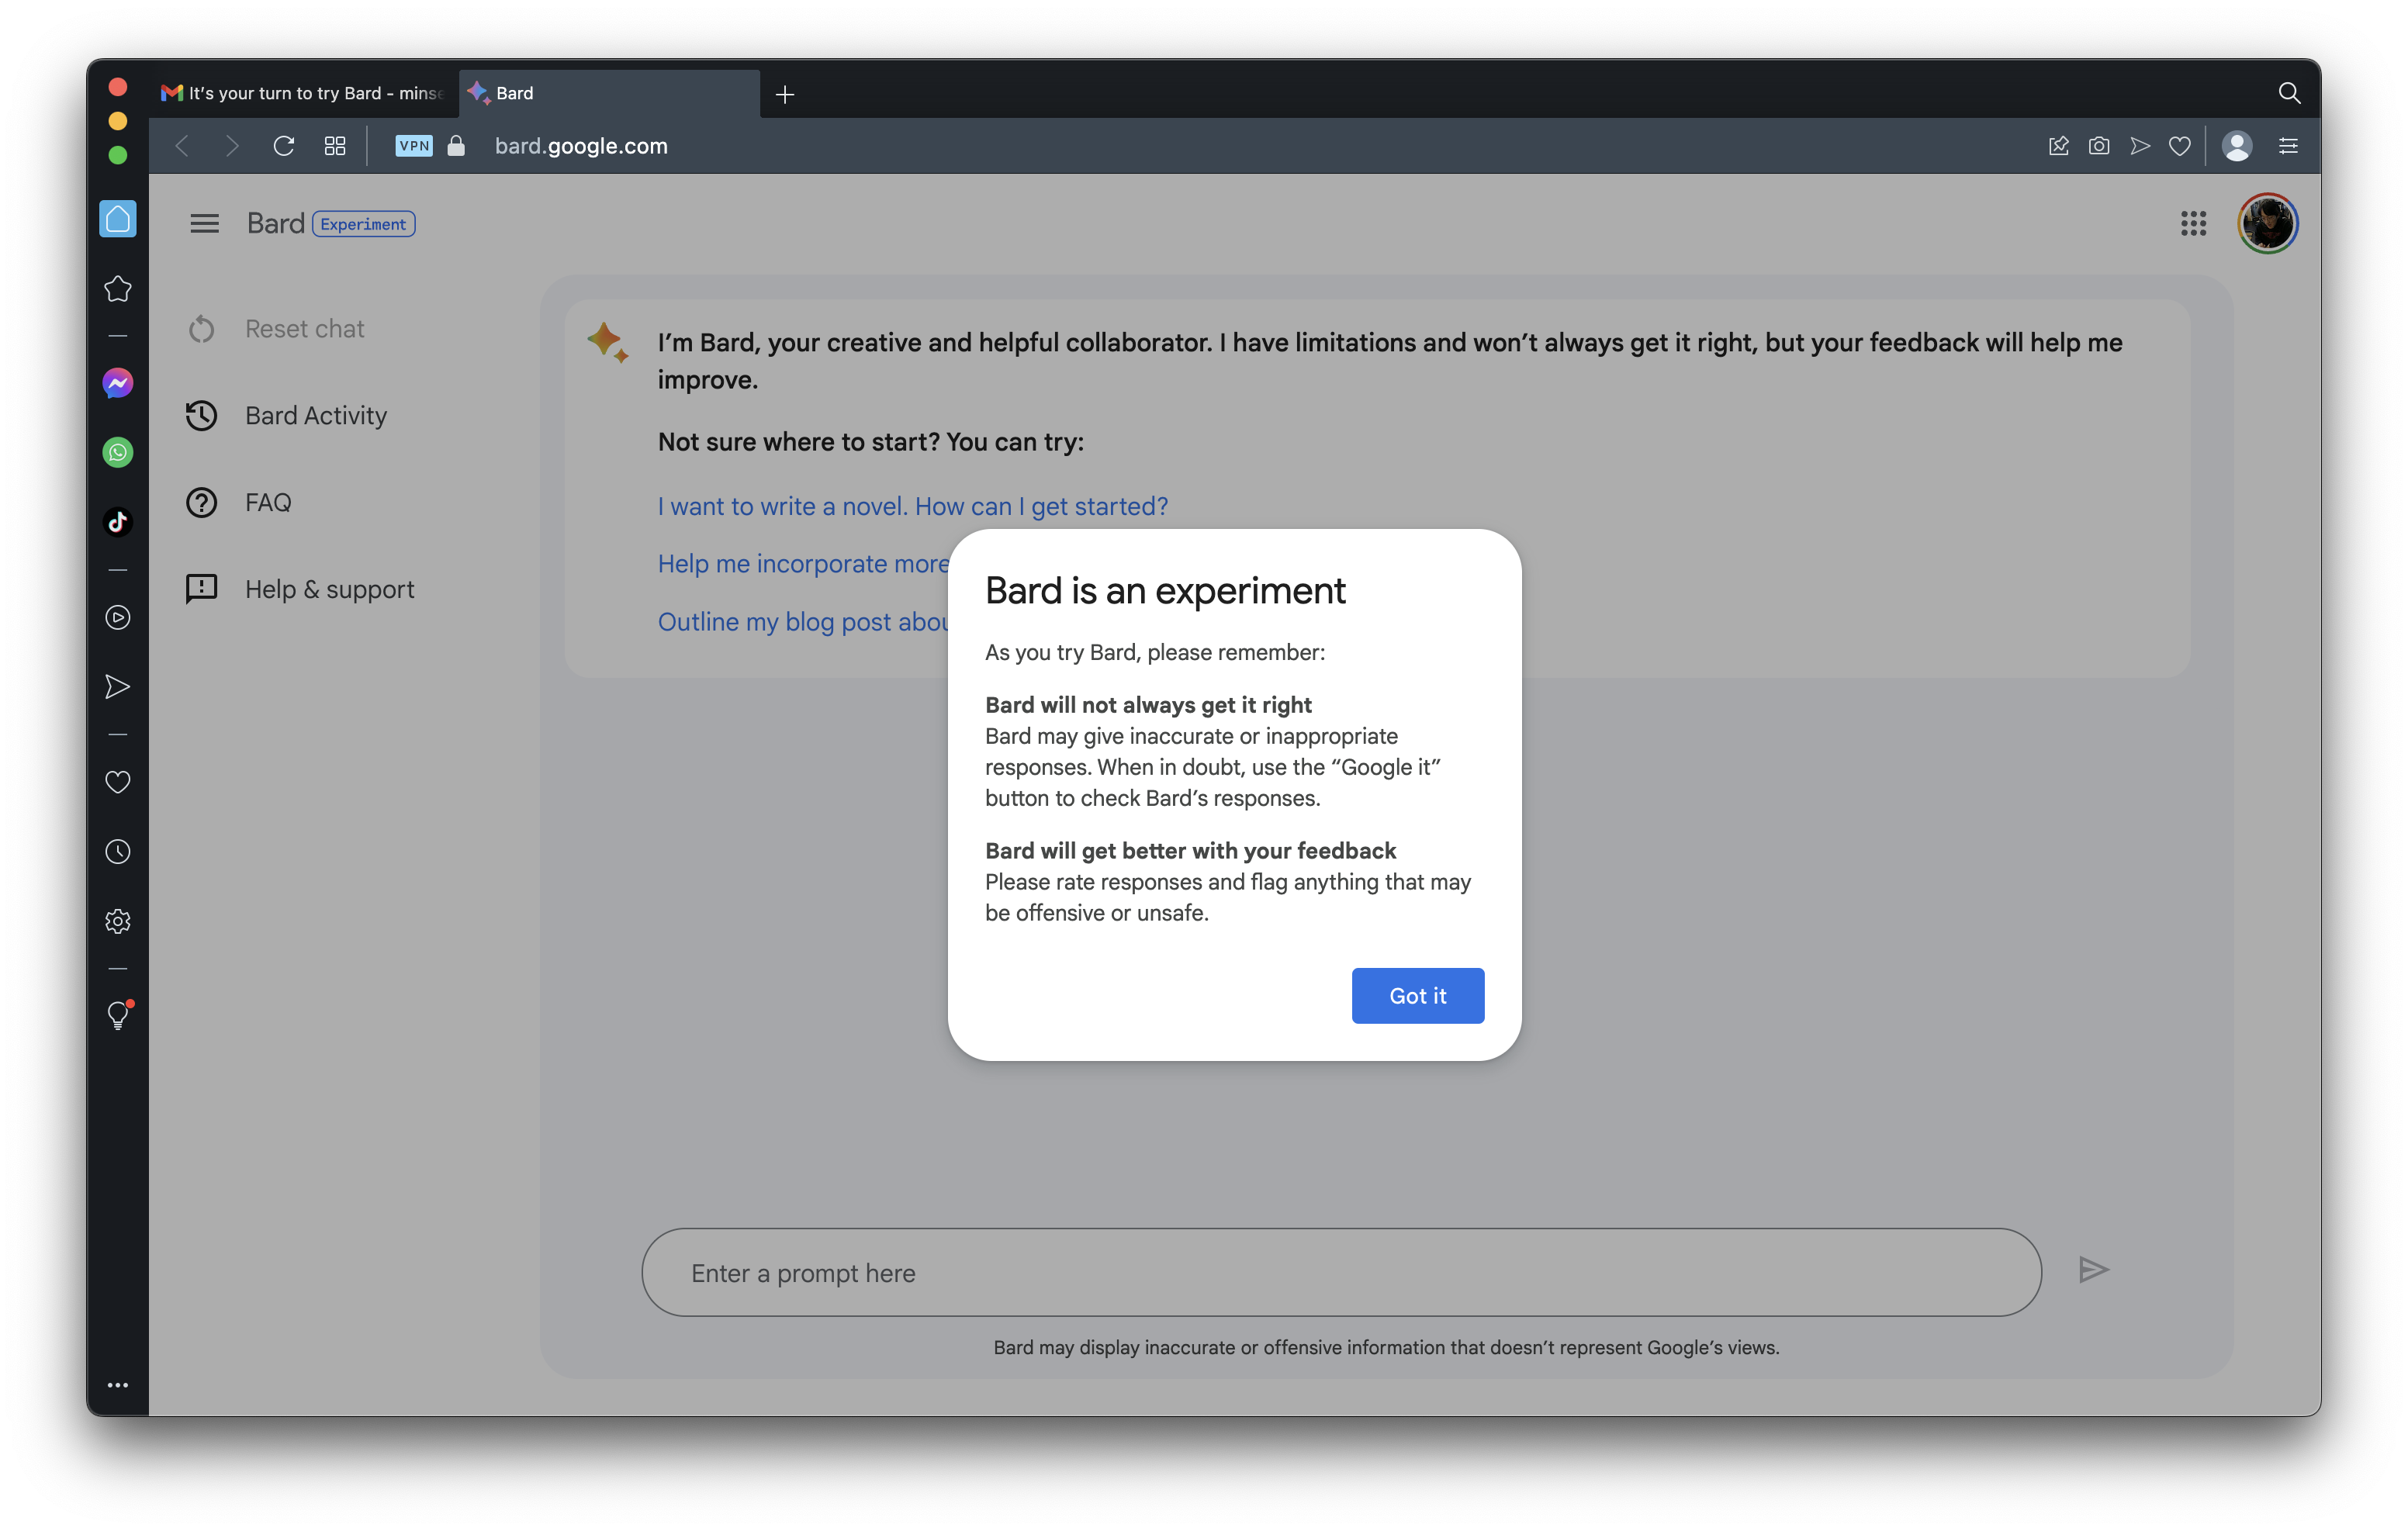 It’s your turn to try Bard - minse
Bard
VPN
bard.google.com
Bard Experiment
Reset chat
Bard Activity
FAQ
Help & support
I’m Bard, your creative and helpful collaborator. I have limitations and won’t always get it right, but your feedback will help me
improve.
Not sure where to start? You can try:
I want to write a novel. How can I get started?
Help me incorporate more
Outline my blog post abou
Bard is an experiment
As you try Bard, please remember:
Bard will not always get it right
Bard may give inaccurate or inappropriate
responses. When in doubt, use the “Google it”
button to check Bard’s responses.
Bard will get better with your feedback
Please rate responses and flag anything that may
be offensive or unsafe.
Got it
Enter a prompt here
Bard may display inaccurate or offensive information that doesn’t represent Google’s views.